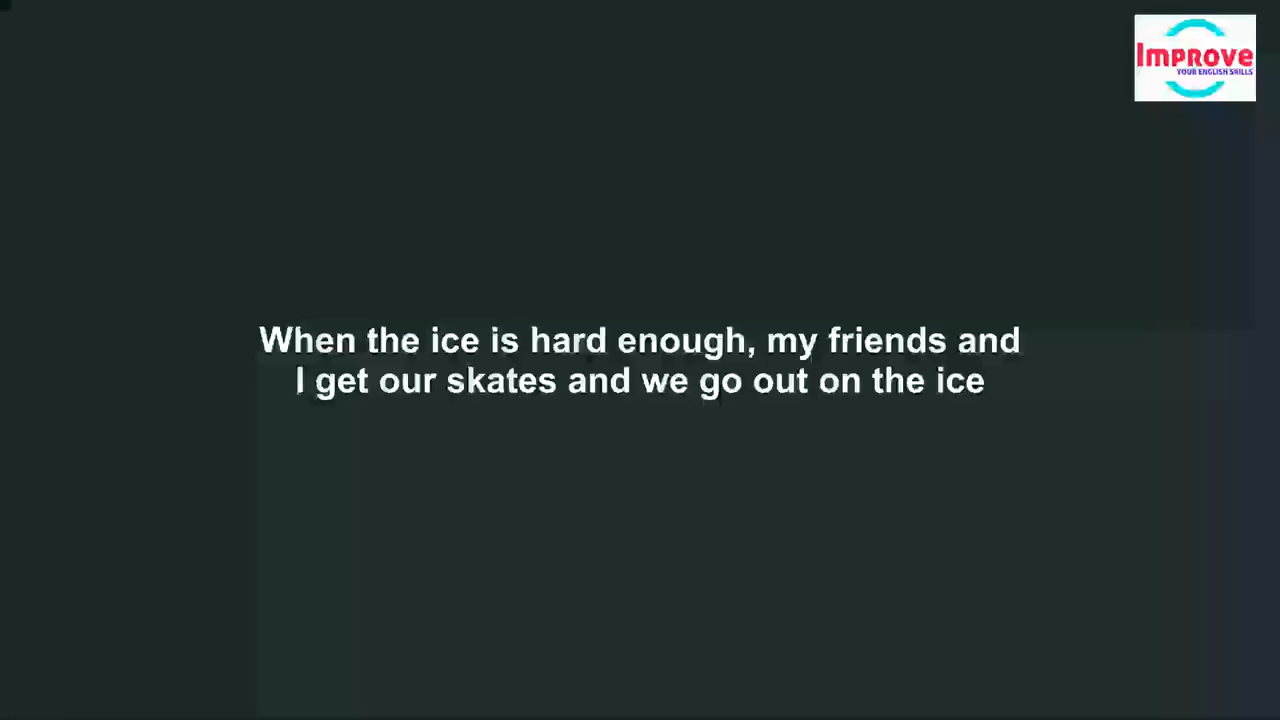 Improve
YOUR ENGLISH SKILLS
When the ice is hard enough, my friends and
I get our skates and we go out on the ice